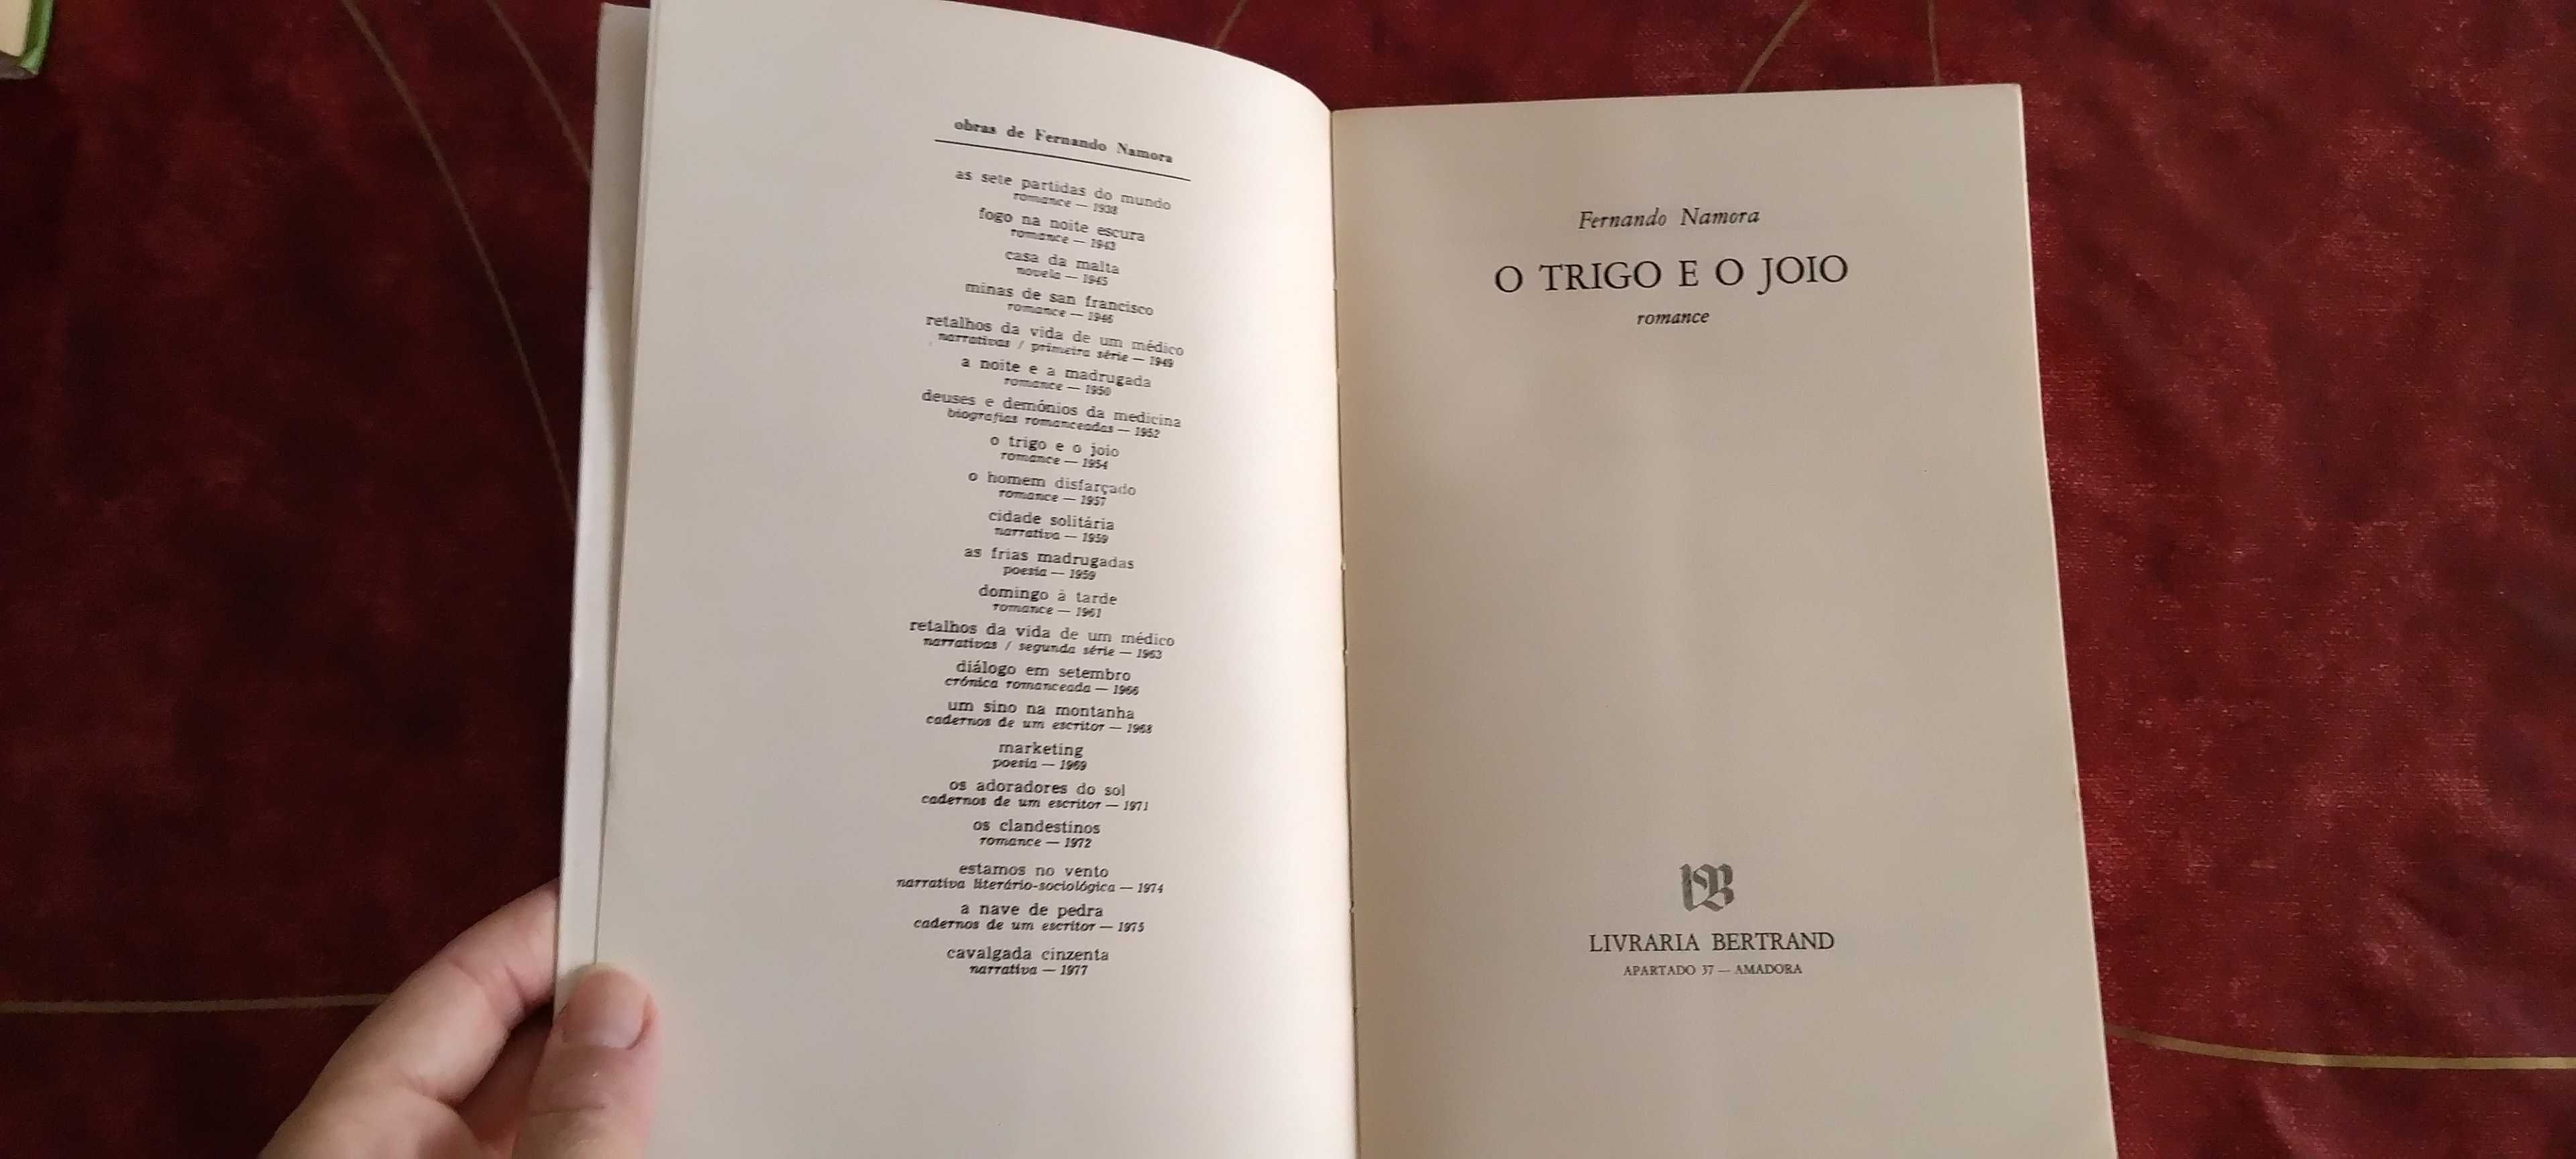 obras de Fernando Namora
as sete partidas do mundo
romance — 1938
fogo na noite escura
romance — 1943
casa da malta
novela — 1945
minas de san francisco
romance — 1946
retalhos da vida de um médico
narrativas / primeira série — 1949
a noite e a madrugada
romance — 1950
deuses e demónios da medicina
biografias romanceadas — 1952
o trigo e o joio
romance — 1954
o homem disfarçado
romance — 1957
cidade solitária
narrativa — 1959
as frias madrugadas
poesia — 1959
domingo à tarde
romance — 1961
retalhos da vida de um médico
narrativas / segunda série — 1963
diálogo em setembro
crónica romanceada — 1966
um sino na montanha
cadernos de um escritor — 1968
marketing
poesia — 1969
os adoradores do sol
cadernos de um escritor — 1971
os clandestinos
romance — 1972
estamos no vento
narrativa literário-sociológica — 1974
a nave de pedra
cadernos de um escritor — 1975
cavalgada cinzenta
narrativa — 1977
Fernando Namora
O TRIGO E O JOIO
romance
LB
LIVRARIA BERTRAND
APARTADO 37 — AMADORA